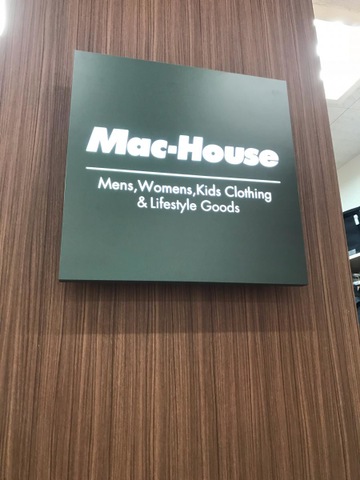 Mac-House
Mens,Womens,Kids Clothing
& Lifestyle Goods